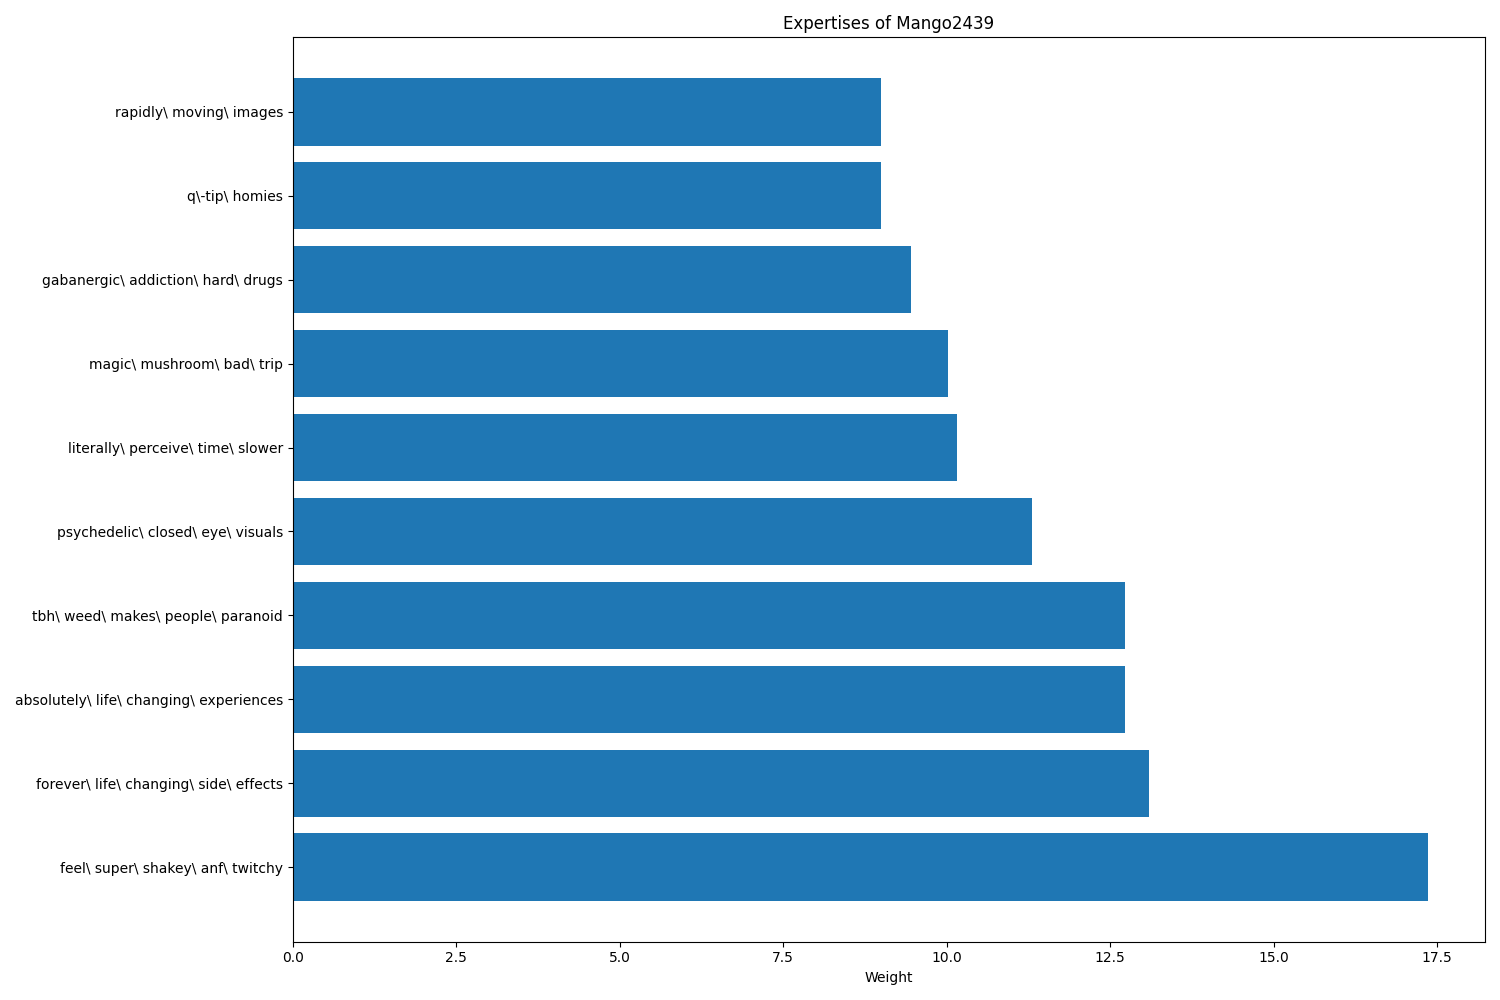 Expertises of Mango2439
rapidly\ moving\ images
q\-tip\ homies
gabanergic\ addiction\ hard\ drugs
magic\ mushroom\ bad\ trip
literally\ perceive\ time\ slower
psychedelic\ closed\ eye\ visuals
tbh\ weed\ makes\ people\ paranoid
absolutely\ life\ changing\ experiences
forever\ life\ changing\ side\ effects
feel\ super\ shakey\ anf\ twitchy
0.0 2.5 5.0 7.5 10.0 12.5 15.0 17.5
Weight